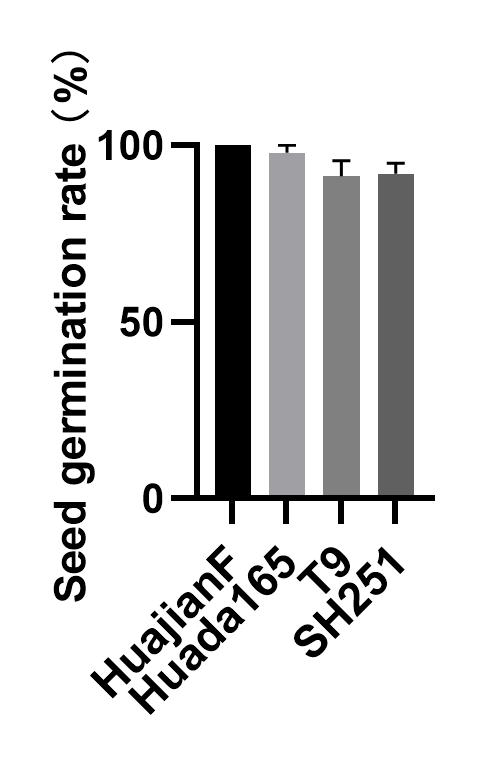 Seed germination rate（%）
100
50
0
HuajianF
Huada165
T9
SH251